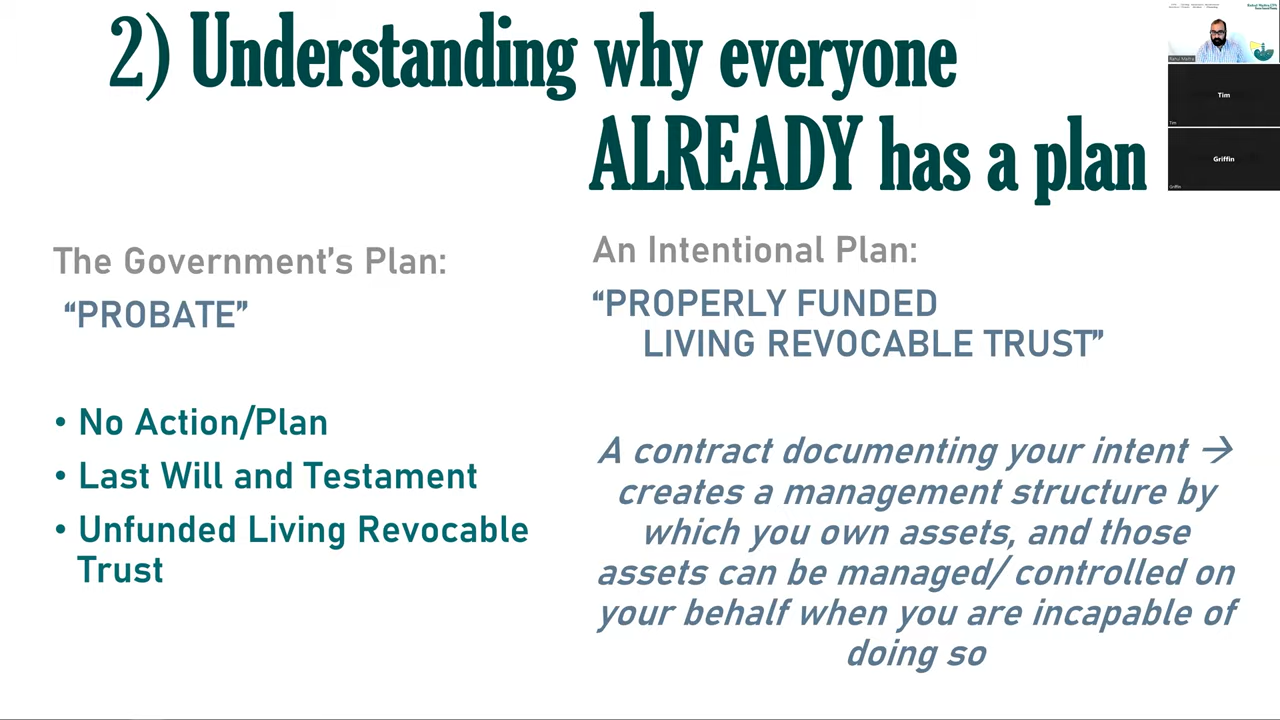 2) Understanding why everyone
ALREADY has a plan
The Government’s Plan:
“PROBATE”
• No Action/Plan
• Last Will and Testament
• Unfunded Living Revocable
Trust
An Intentional Plan:
“PROPERLY FUNDED
LIVING REVOCABLE TRUST”
A contract documenting your intent →
creates a management structure by
which you own assets, and those
assets can be managed/ controlled on
your behalf when you are incapable of
doing so
Tim
Tim
Griffin
Griffin